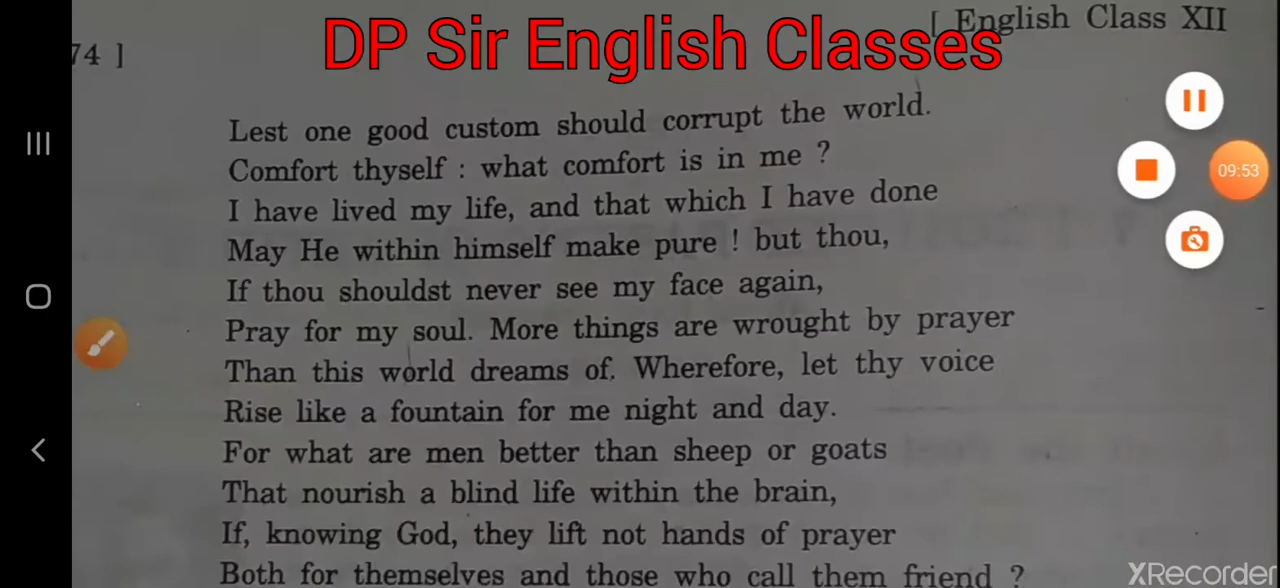 DP Sir English Classes
[ English Class XII
74 ]
Lest one good custom should corrupt the world.
Comfort thyself : what comfort is in me ?
I have lived my life, and that which I have done
May He within himself make pure ! but thou,
If thou shouldst never see my face again,
Pray for my soul. More things are wrought by prayer
Than this world dreams of. Wherefore, let thy voice
Rise like a fountain for me night and day.
For what are men better than sheep or goats
That nourish a blind life within the brain,
If, knowing God, they lift not hands of prayer
Both for themselves and those who call them friend ?
09:53
XRecorder